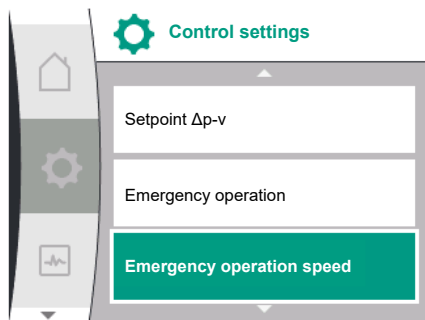 Control settings
Setpoint Δp-v
Emergency operation
Emergency operation speed